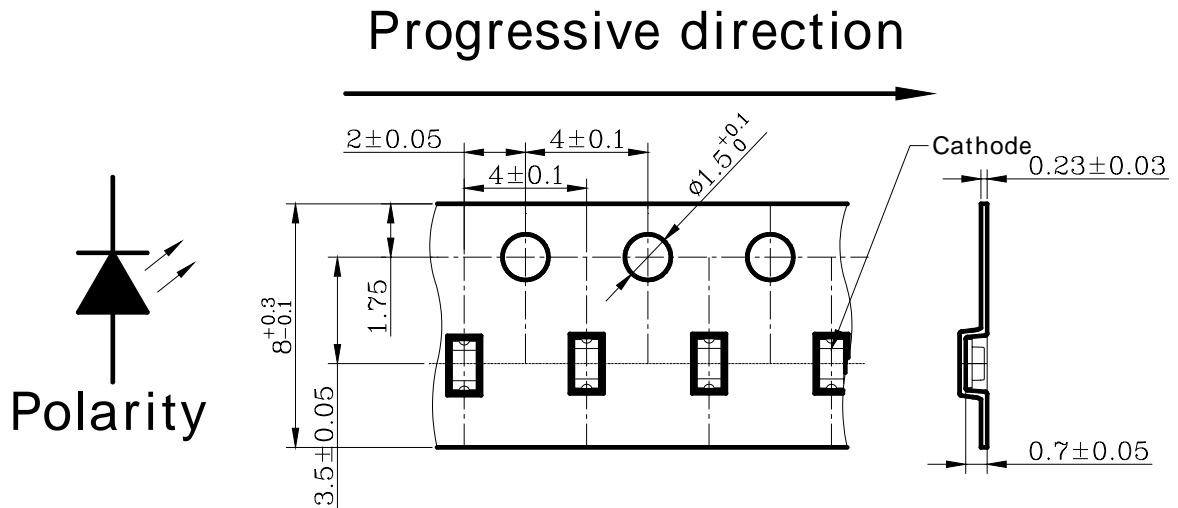 Progressive direction
2±0.05
4±0.1
4±0.1
ø1.5 +0.1 0
Cathode
0.23±0.03
8 +0.3 -0.1
1.75
3.5±0.05
Polarity
0.7±0.05